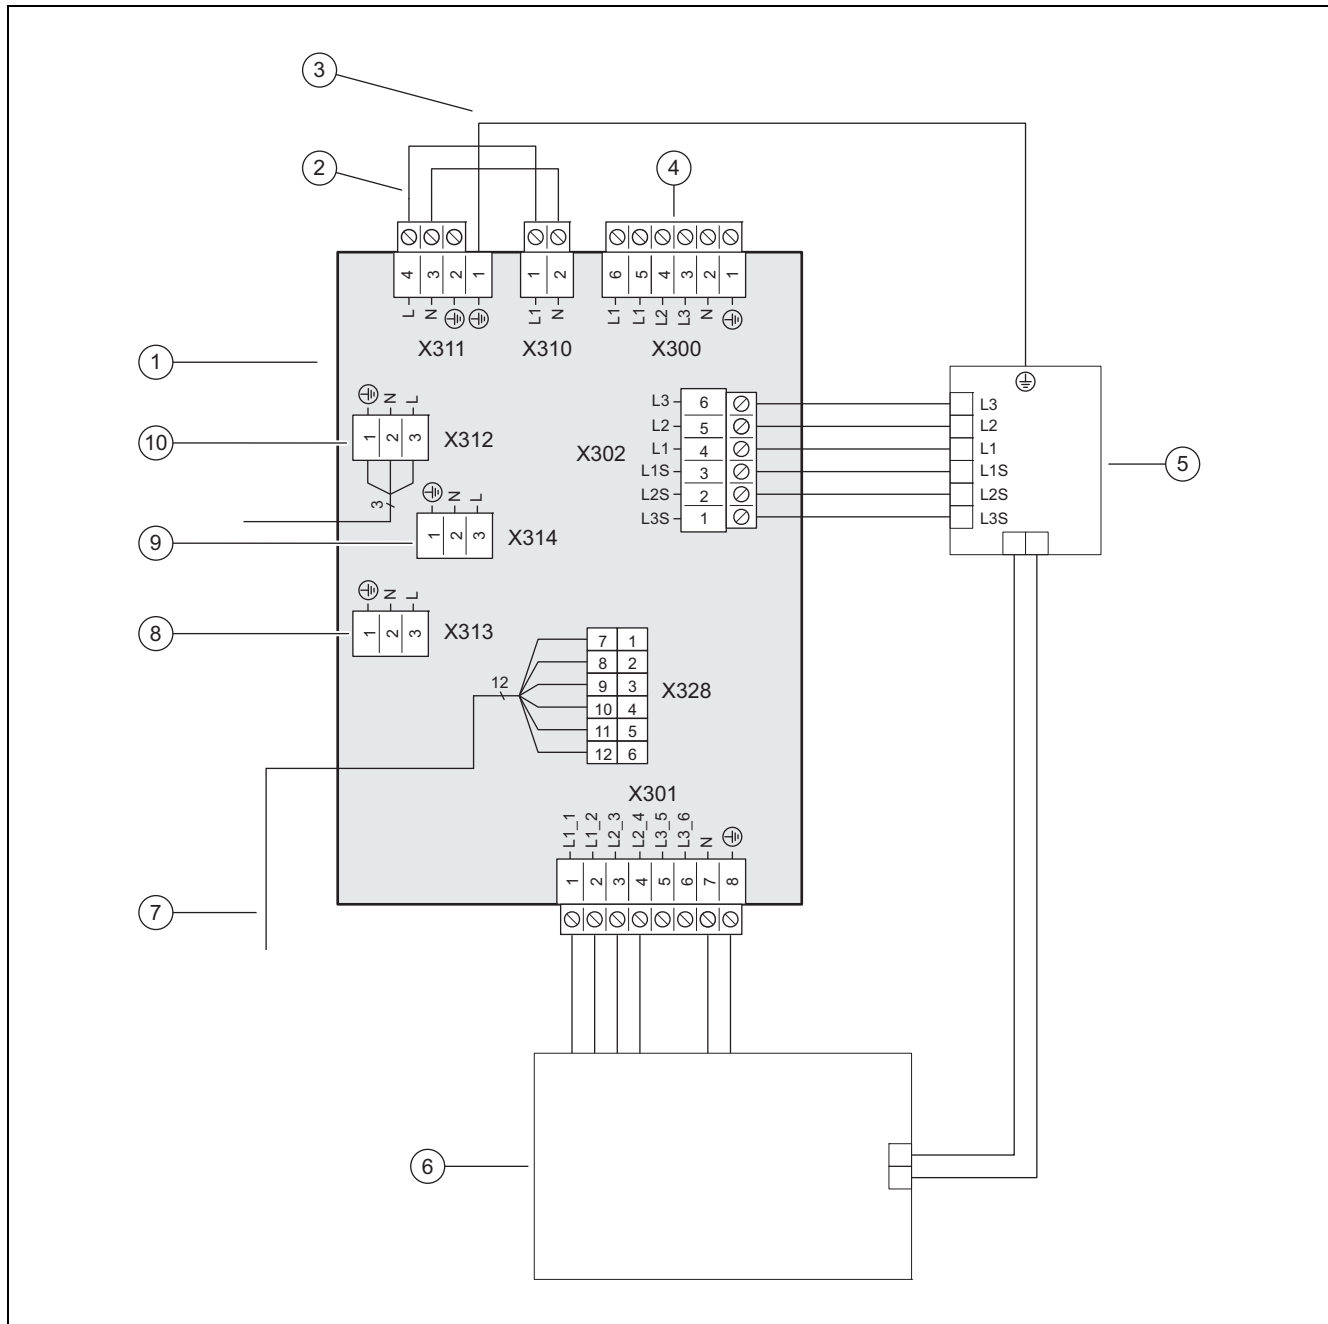 3
2
4
4 3 2 1
1 2
6 5 4 3 2 1
L N
L1 N
L1 L1 L2 L3 N
X311
X310
X300
1
N L
10
1 2 3
X312
3
X302
L3 6
L2 5
L1 4
L1S 3
L2S 2
L3S 1
L3
L2
L1
L1S
L2S
L3S
5
N L
9
1 2 3
X314
N L
8
1 2 3
X313
12
7 1
8 2
9 3
10 4
11 5
12 6
X328
X301
L1_1 L1_2 L2_3 L2_4 L3_5 L3_6 N
1 2 3 4 5 6 7 8
7
6